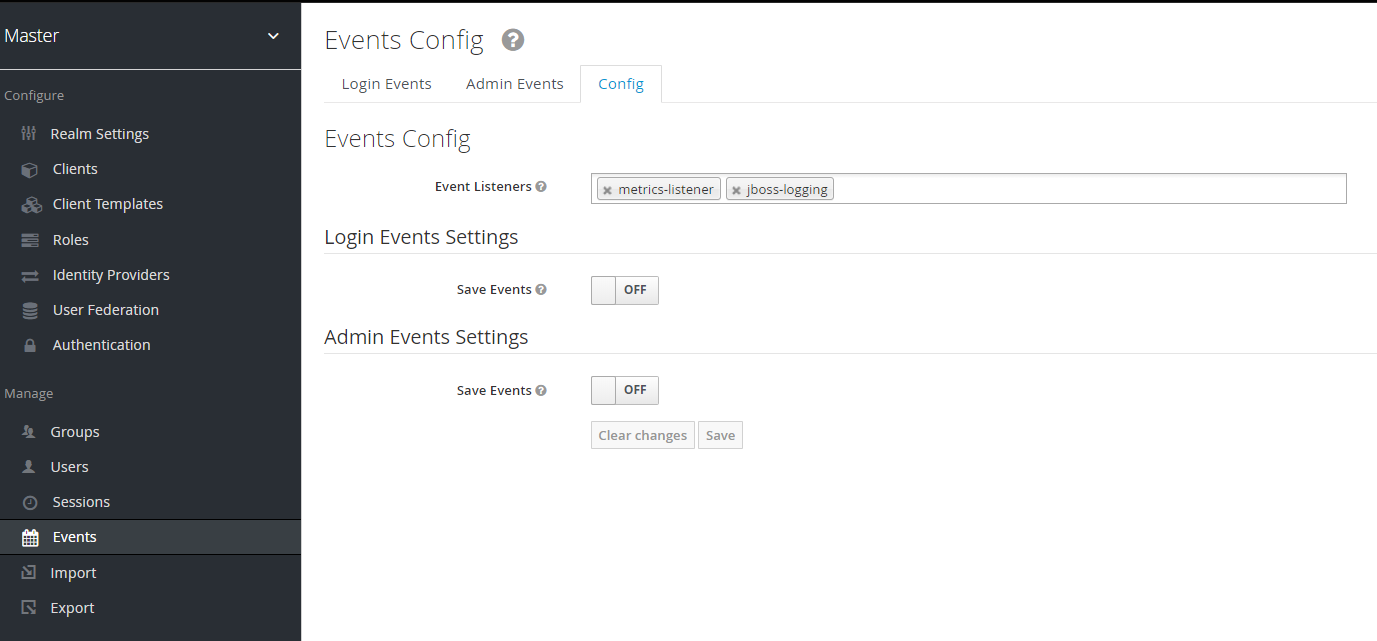 Master
Configure
Realm Settings
Clients
Client Templates
Roles
Identity Providers
User Federation
Authentication
Manage
Groups
Users
Sessions
Events
Import
Export
Events Config ?
Login Events Admin Events Config
Events Config
Event Listeners ? × metrics-listener × jboss-logging
Login Events Settings
Save Events ? OFF
Admin Events Settings
Save Events ? OFF
Clear changes Save